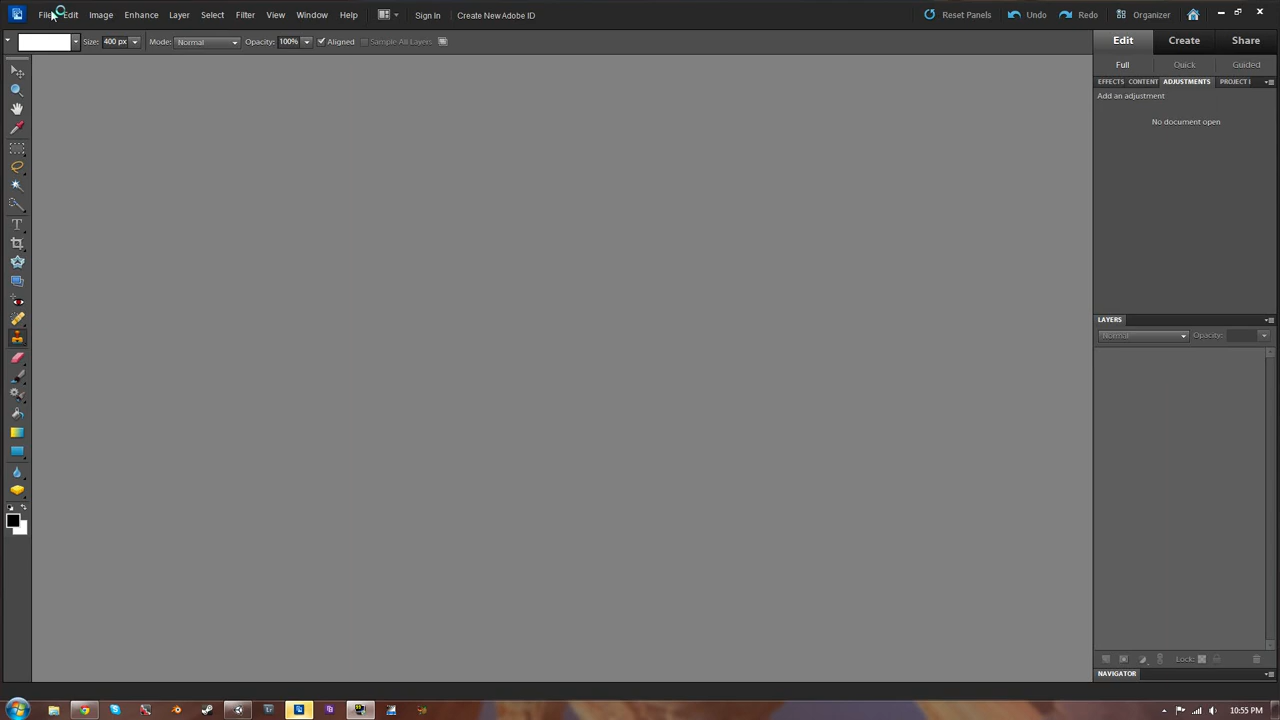 File Edit Image Enhance Layer Select Filter View Window Help Sign In Create New Adobe ID Reset Panels Undo Redo Organizer
Size: 400 px Mode: Normal Opacity: 100% Aligned Sample All Layers
Edit Create Share
Full Quick Guided
EFFECTS CONTENT ADJUSTMENTS PROJECT
Add an adjustment
No document open
LAYERS
Normal Opacity:
Lock:
NAVIGATOR
10:55 PM